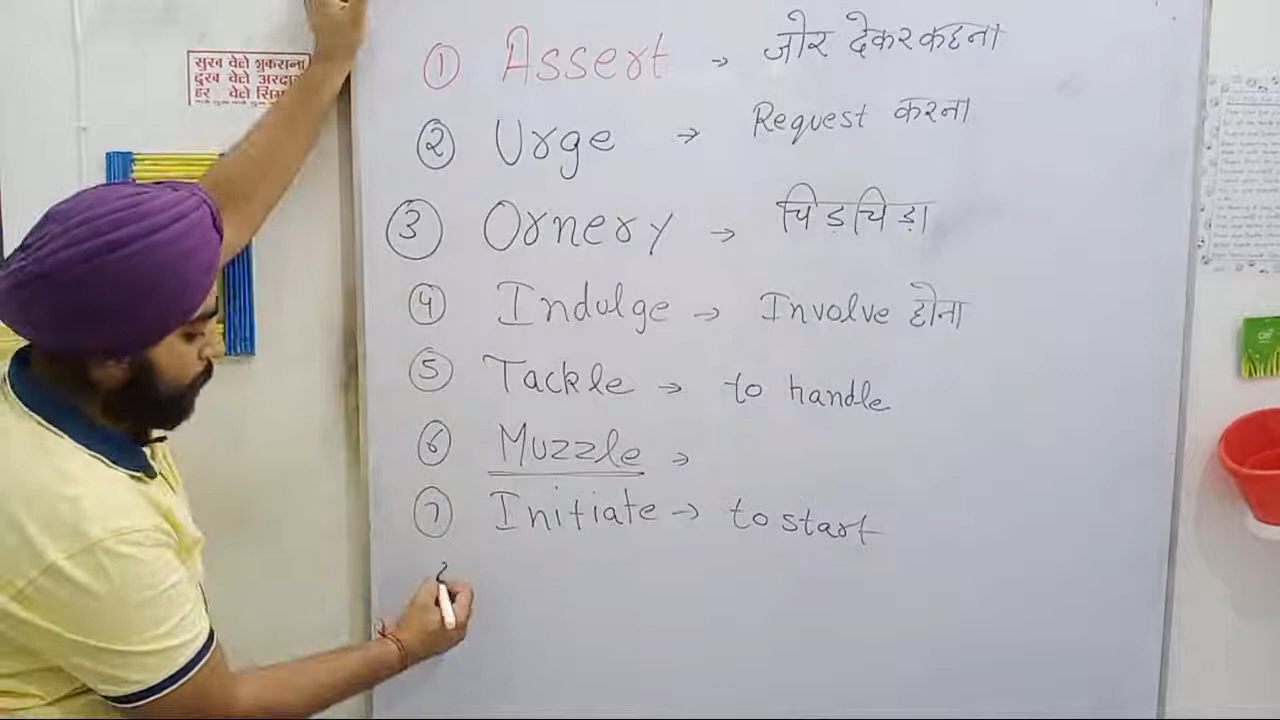 सुख वेले शुकराना
दुख वेले अरदास
हर वेले
① Assert → जोर देकर कहना
② Urge → Request करना
③ Ornery → चिड़चिड़ा
④ Indulge → Involve होना
⑤ Tackle → to handle
⑥ Muzzle →
⑦ Initiate → to start